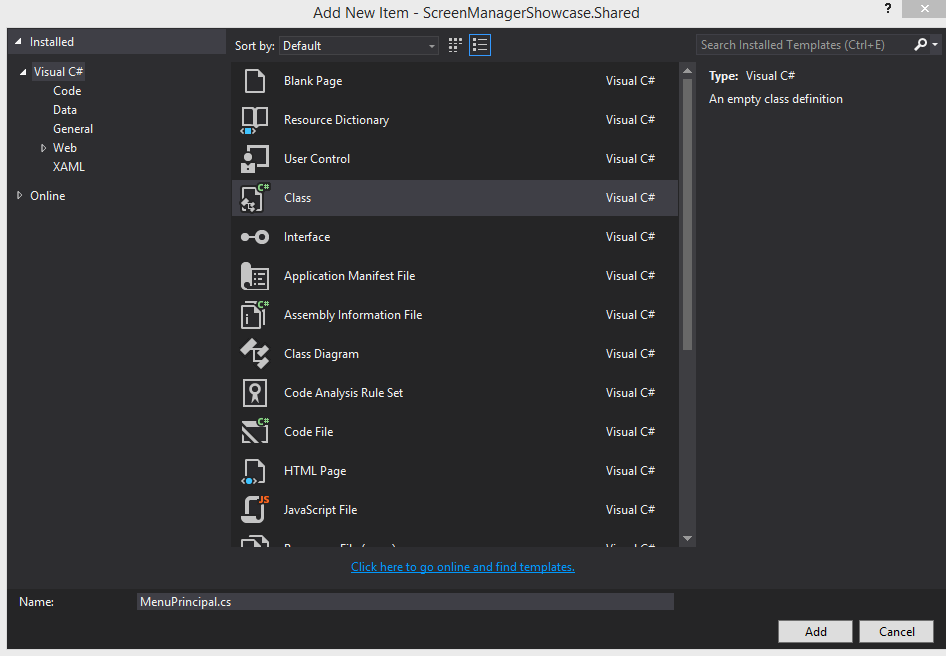 Add New Item - ScreenManagerShowcase.Shared
?
Installed
Sort by: Default
Search Installed Templates (Ctrl+E)
Visual C#
Code
Data
General
Web
XAML
Online
Blank Page Visual C#
Resource Dictionary Visual C#
User Control Visual C#
C# Class Visual C#
Interface Visual C#
Application Manifest File Visual C#
C# Assembly Information File Visual C#
Class Diagram Visual C#
Code Analysis Rule Set Visual C#
C# Code File Visual C#
HTML Page Visual C#
JS JavaScript File Visual C#
Type: Visual C#
An empty class definition
Click here to go online and find templates.
Name: MenuPrincipal.cs
Add Cancel